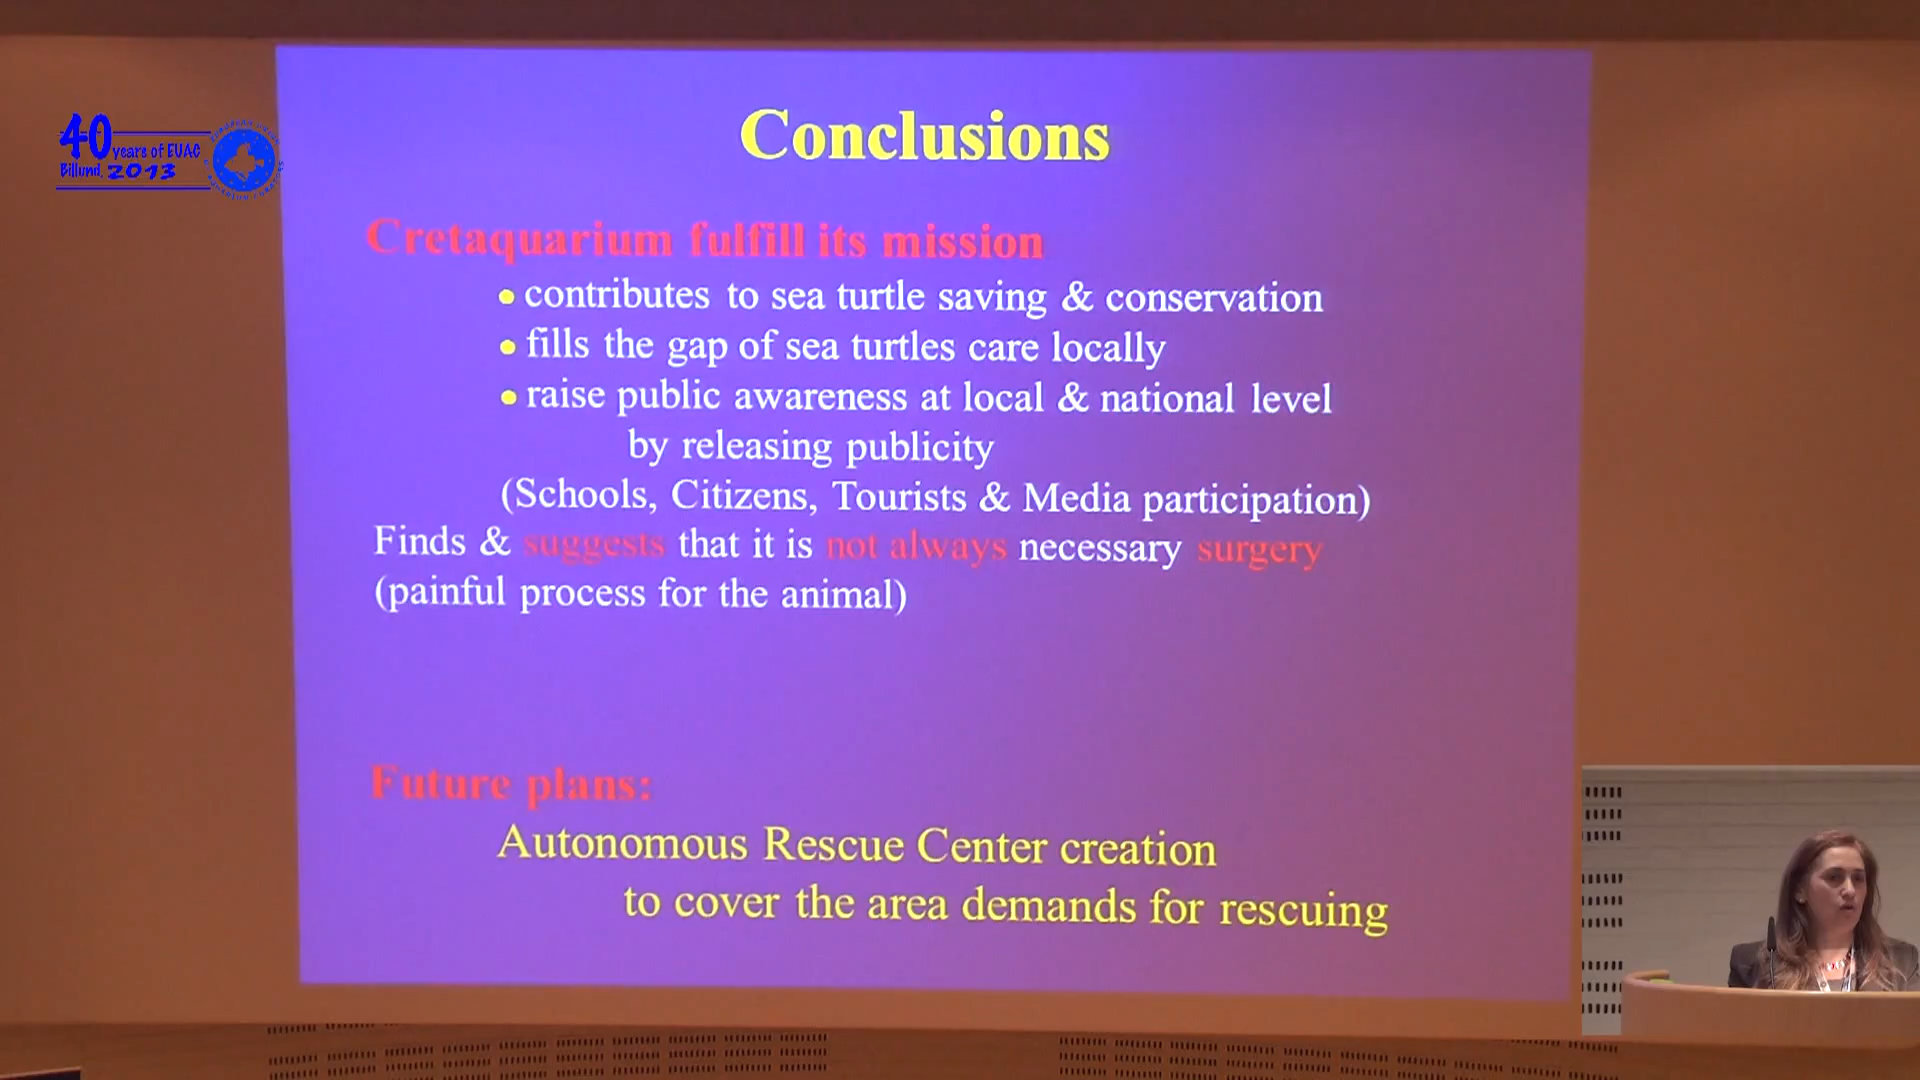 40 years of EUAC
Billund, 2013
Conclusions
Cretaquarium fulfill its mission
• contributes to sea turtle saving & conservation
• fills the gap of sea turtles care locally
• raise public awareness at local & national level
by releasing publicity
(Schools, Citizens, Tourists & Media participation)
Finds & suggests that it is not always necessary surgery
(painful process for the animal)
Future plans:
Autonomous Rescue Center creation
to cover the area demands for rescuing